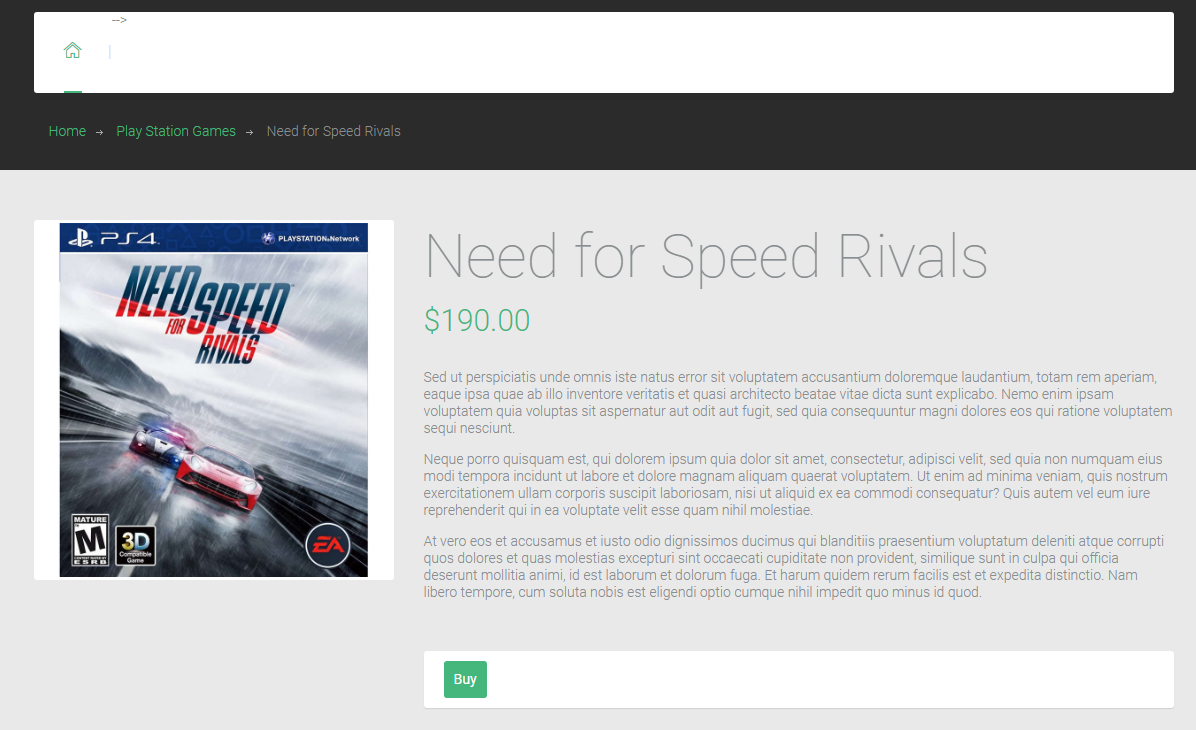 -->
|
Home → Play Station Games → Need for Speed Rivals
PS4 PLAYSTATION®Network
NEED
FOR SPEED
RIVALS
MATURE
M
ESRB
3D
Compatible
Game
EA
Need for Speed Rivals
$190.00
Sed ut perspiciatis unde omnis iste natus error sit voluptatem accusantium doloremque laudantium, totam rem aperiam,
eaque ipsa quae ab illo inventore veritatis et quasi architecto beatae vitae dicta sunt explicabo. Nemo enim ipsam
voluptatem quia voluptas sit aspernatur aut odit aut fugit, sed quia consequuntur magni dolores eos qui ratione voluptatem
sequi nesciunt.
Neque porro quisquam est, qui dolorem ipsum quia dolor sit amet, consectetur, adipisci velit, sed quia non numquam eius
modi tempora incidunt ut labore et dolore magnam aliquam quaerat voluptatem. Ut enim ad minima veniam, quis nostrum
exercitationem ullam corporis suscipit laboriosam, nisi ut aliquid ex ea commodi consequatur? Quis autem vel eum iure
reprehenderit qui in ea voluptate velit esse quam nihil molestiae.
At vero eos et accusamus et iusto odio dignissimos ducimus qui blanditiis praesentium voluptatum deleniti atque corrupti
quos dolores et quas molestias excepturi sint occaecati cupiditate non provident, similique sunt in culpa qui officia
deserunt mollitia animi, id est laborum et dolorum fuga. Et harum quidem rerum facilis est et expedita distinctio. Nam
libero tempore, cum soluta nobis est eligendi optio cumque nihil impedit quo minus id quod.
Buy